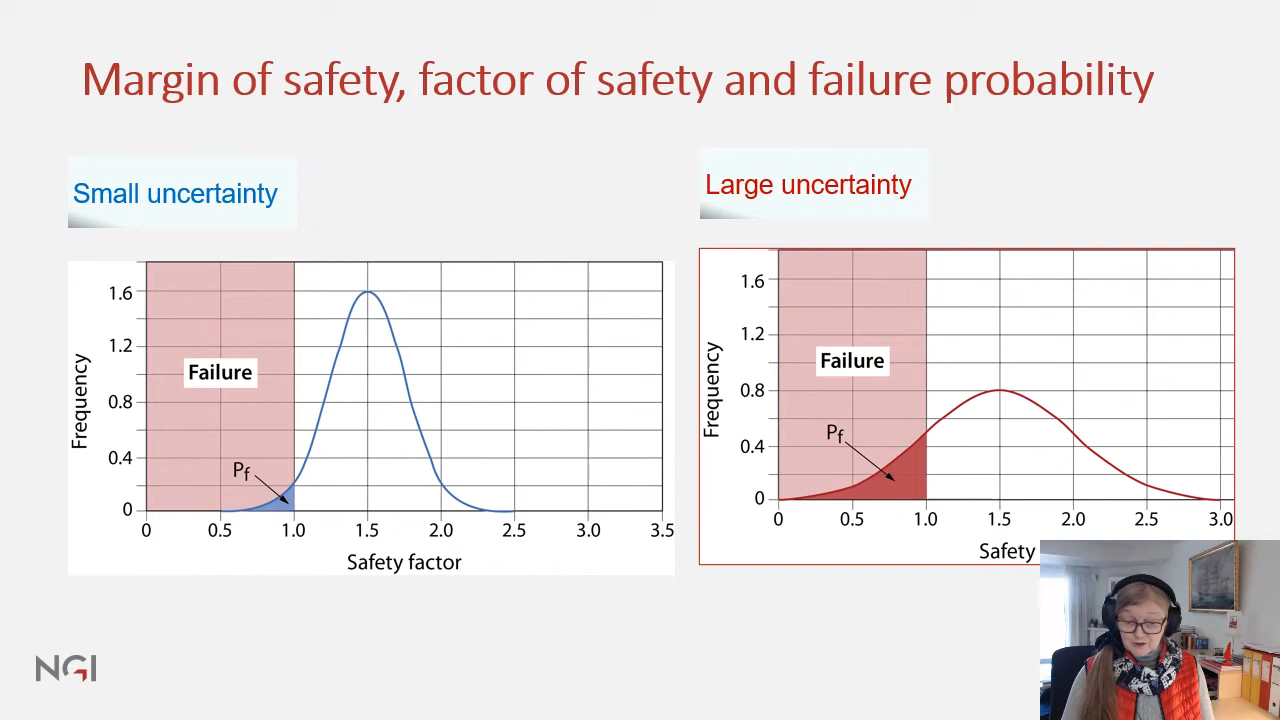 Margin of safety, factor of safety and failure probability
Small uncertainty
Large uncertainty
Frequency
1.6
1.2
0.8
0.4
0
Failure
Pf
0 0.5 1.0 1.5 2.0 2.5 3.0 3.5
Safety factor
Frequency
1.6
1.2
0.8
0.4
0
Failure
Pf
0 0.5 1.0 1.5 2.0 2.5 3.0
Safety
NGI